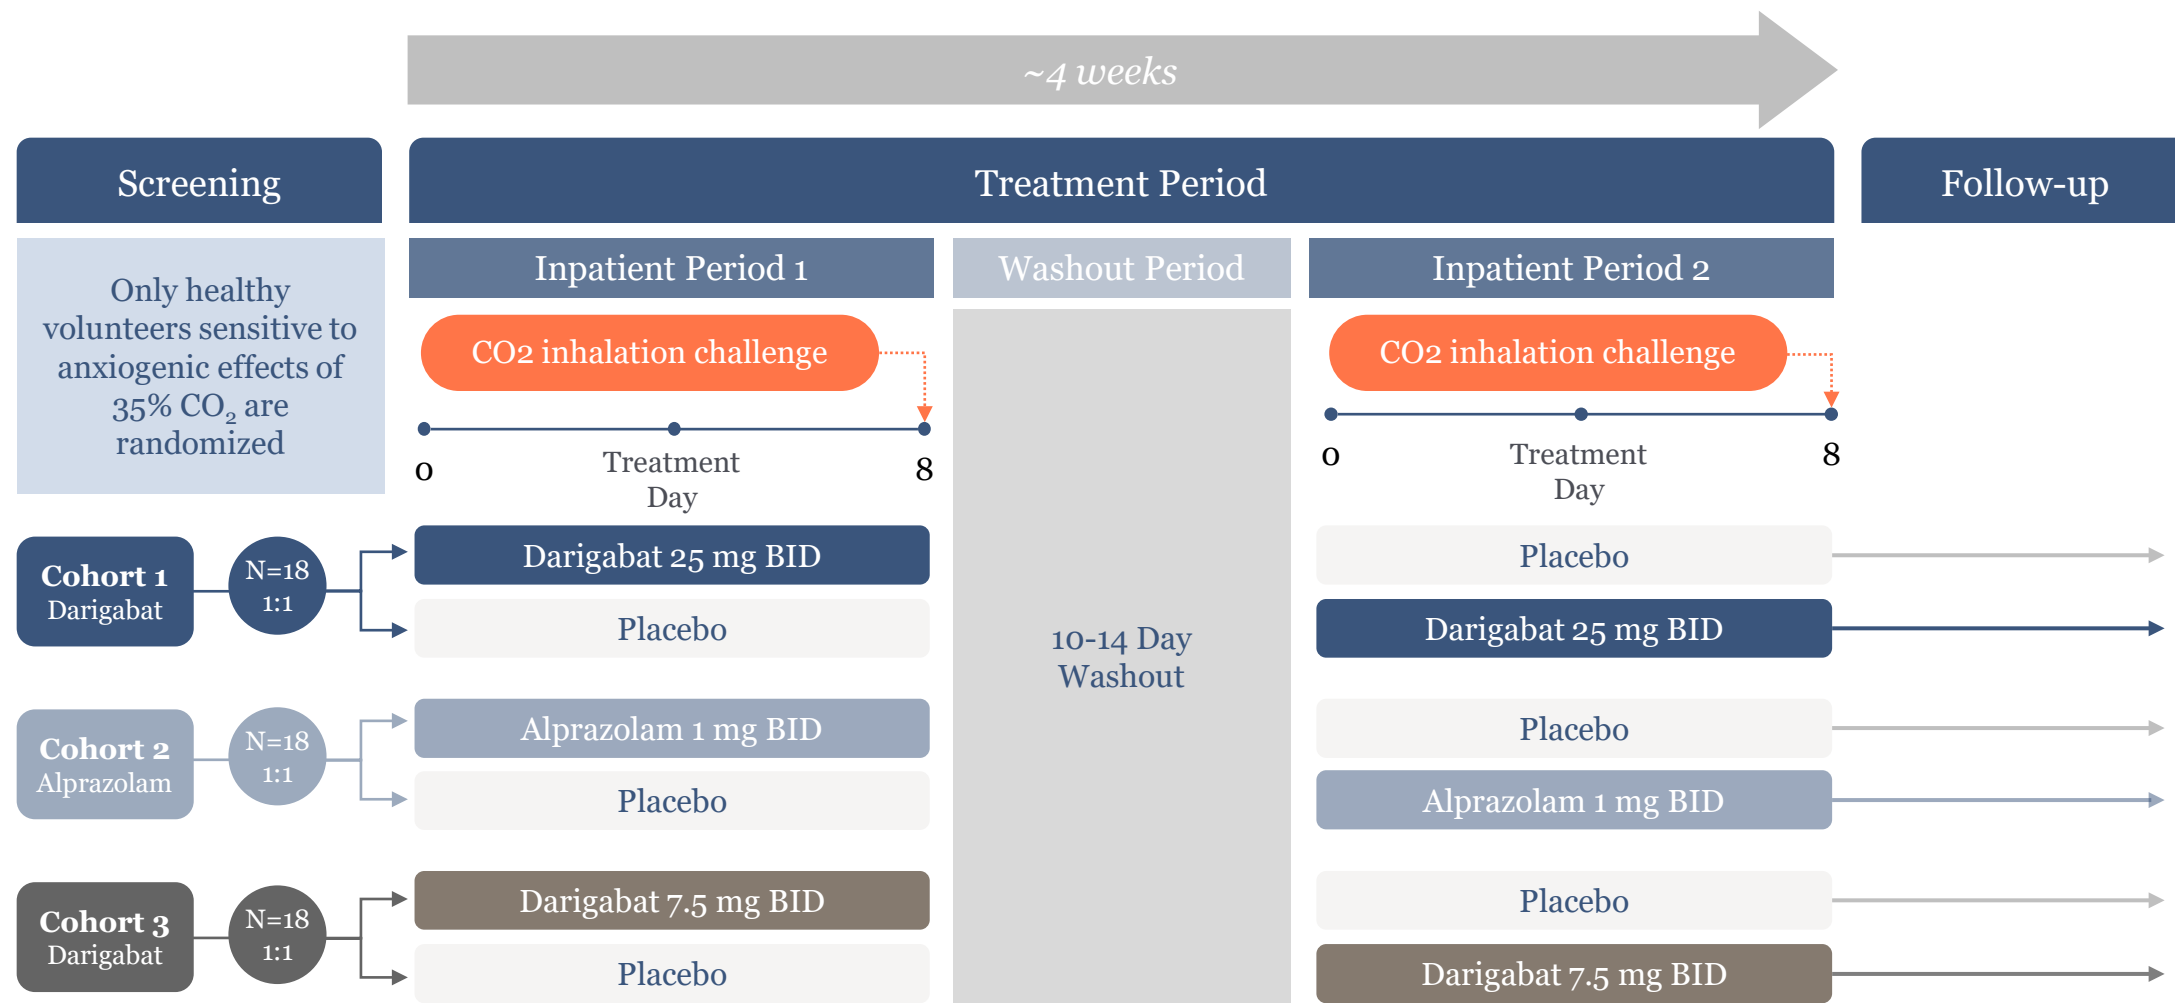 ~4 weeks
Screening
Treatment Period
Follow-up
Only healthy
volunteers sensitive to
anxiogenic effects of
35% CO₂ are
randomized
Inpatient Period 1
Washout Period
Inpatient Period 2
CO2 inhalation challenge
CO2 inhalation challenge
0
Treatment
Day
8
0
Treatment
Day
8
10-14 Day
Washout
Cohort 1
Darigabat
N=18
1:1
Darigabat 25 mg BID
Placebo
Placebo
Darigabat 25 mg BID
Cohort 2
Alprazolam
N=18
1:1
Alprazolam 1 mg BID
Placebo
Placebo
Alprazolam 1 mg BID
Cohort 3
Darigabat
N=18
1:1
Darigabat 7.5 mg BID
Placebo
Placebo
Darigabat 7.5 mg BID